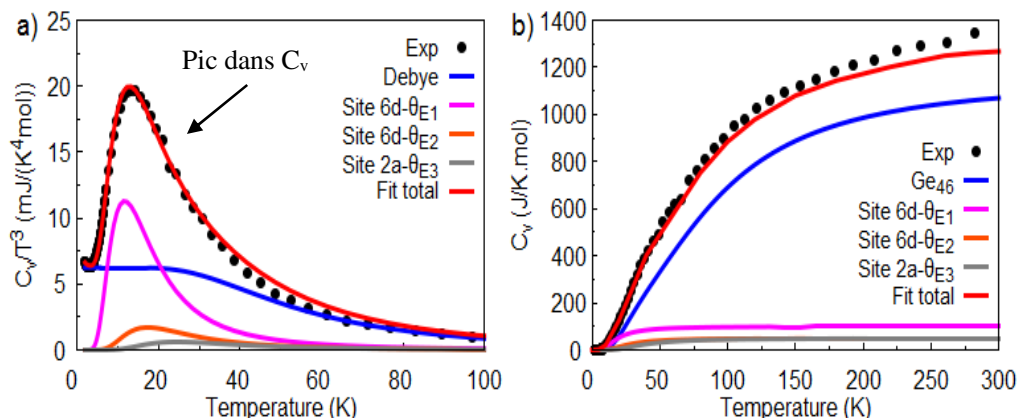 a)
25
20
15
10
5
0
Cᵥ/T³ (mJ/(K⁴mol))
Pic dans Cᵥ
Exp
Debye
Site 6d-θE1
Site 6d-θE2
Site 2a-θE3
Fit total
0 20 40 60 80 100
Temperature (K)
b)
1400
1200
1000
800
600
400
200
0
Cᵥ (J/K.mol)
Exp
Ge₄₆
Site 6d-θE1
Site 6d-θE2
Site 2a-θE3
Fit total
0 50 100 150 200 250 300
Temperature (K)